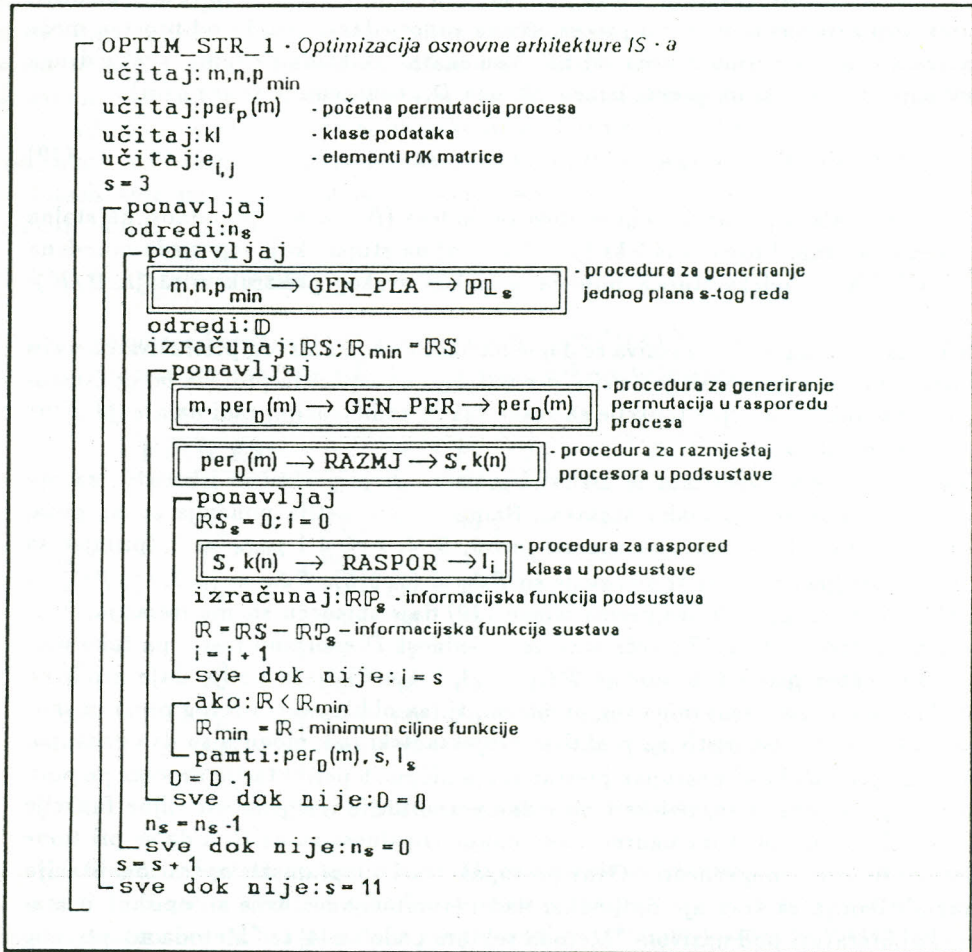 OPTIM_STR_1 - Optimizacija osnovne arhitekture IS - a
učitaj: m,n,p_min
učitaj: per_p(m) - početna permutacija procesa
učitaj: kl - klase podataka
učitaj: e_i,j - elementi P/K matrice
s = 3
ponavljaj
odredi: n_s
ponavljaj
m,n,p_min → GEN_PLA → ℙ𝕃_s
- procedura za generiranje
jednog plana s-tog reda
odredi: 𝔻
izračunaj: ℝS; ℝ_min = ℝS
ponavljaj
m, per_D(m) → GEN_PER → per_D(m)
- procedura za generiranje
permutacija u rasporedu
procesa
per_D(m) → RAZMJ → S, k(n)
- procedura za razmještaj
procesora u podsustave
ponavljaj
ℝS_s = 0; i = 0
S, k(n) → RASPOR → l_i
- procedura za raspored
klasa u podsustave
izračunaj: ℝℙ_s - informacijska funkcija podsustava
ℝ = ℝS – ℝℙ_s – informacijska funkcija sustava
i = i + 1
sve dok nije: i = s
ako: ℝ < ℝ_min
ℝ_min = ℝ - minimum ciljne funkcije
pamti: per_D(m), s, l_s
D = D - 1
sve dok nije: D = 0
n_s = n_s -1
sve dok nije: n_s = 0
s = s + 1
sve dok nije: s = 11